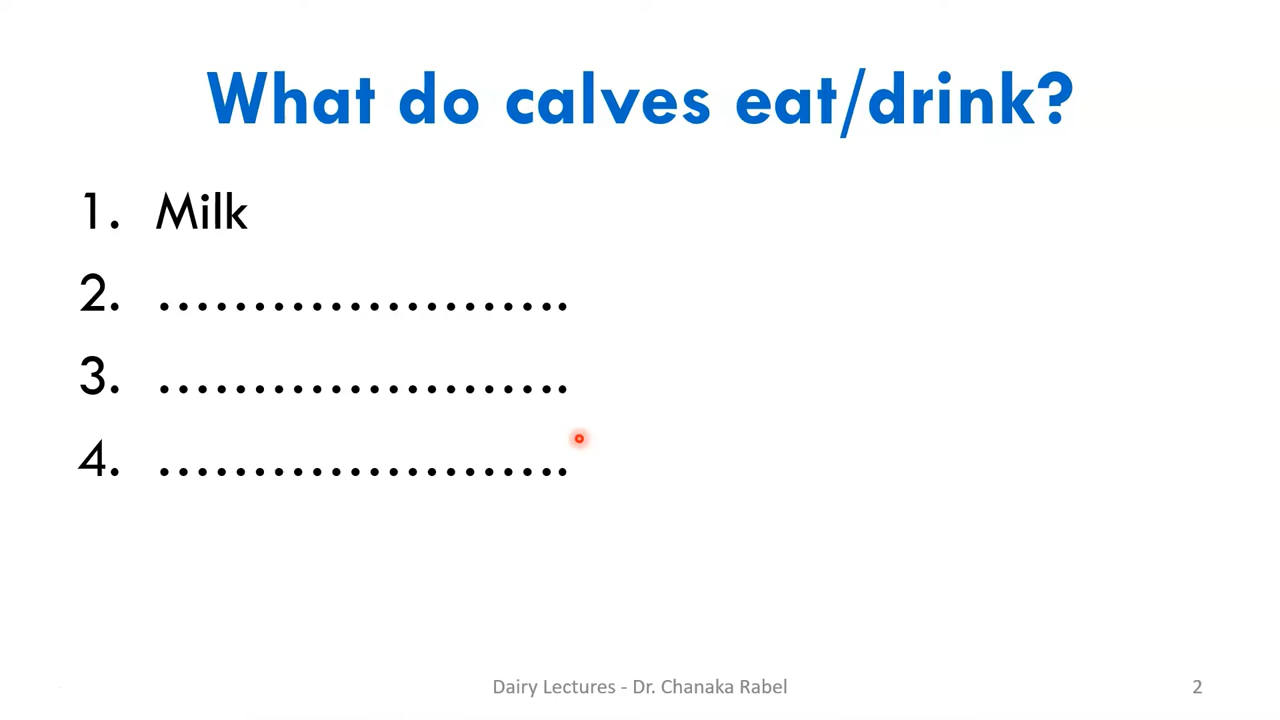 What do calves eat/drink?
1. Milk
2. …………………….
3. …………………….
4. …………………….
Dairy Lectures - Dr. Chanaka Rabel
2